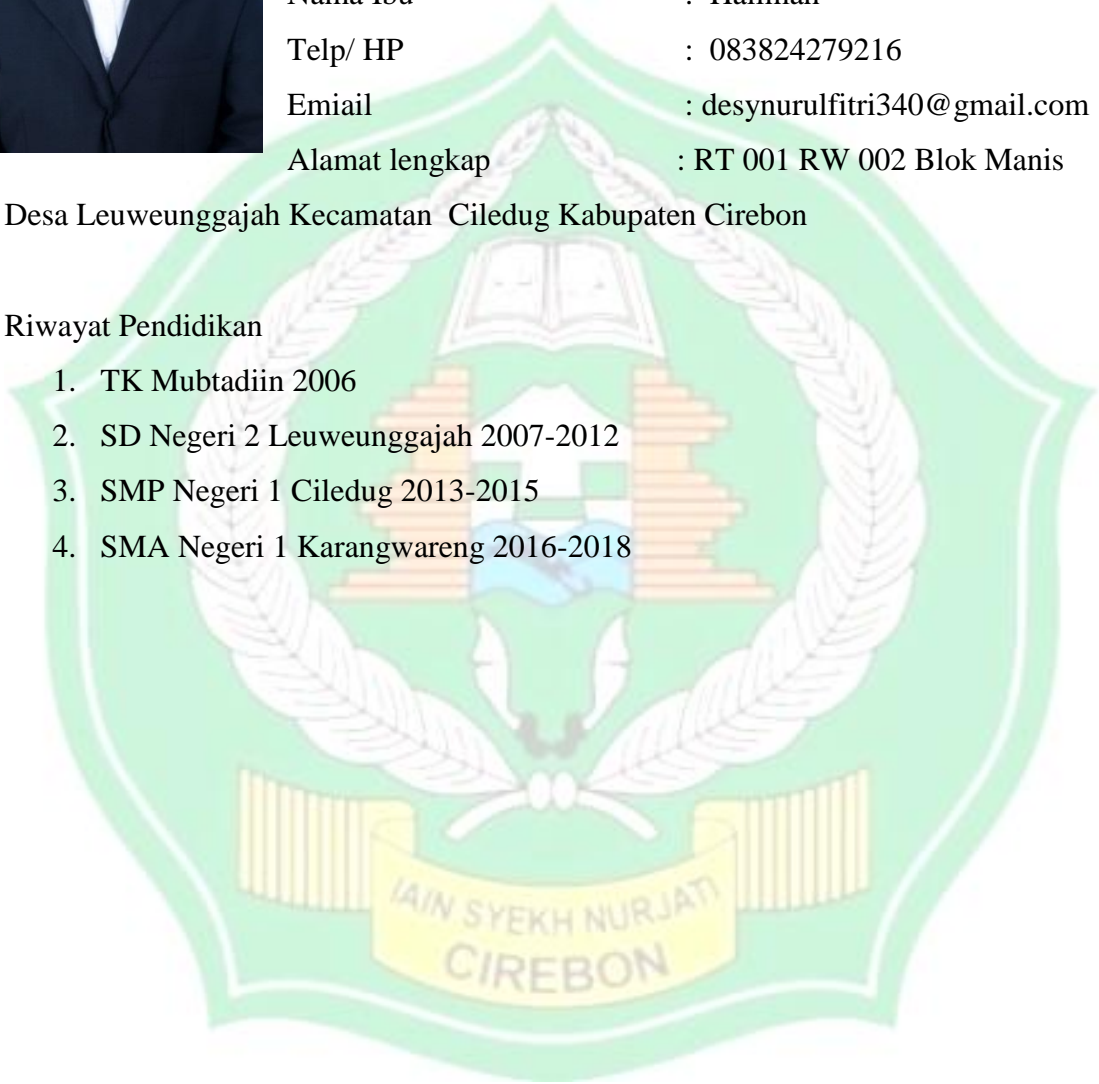 Telp/ HP : 083824279216
Emiail : desynurulfitri340@gmail.com
Alamat lengkap : RT 001 RW 002 Blok Manis
Desa Leuweunggajah Kecamatan Ciledug Kabupaten Cirebon
Riwayat Pendidikan
1. TK Mubtadiin 2006
2. SD Negeri 2 Leuweunggajah 2007-2012
3. SMP Negeri 1 Ciledug 2013-2015
4. SMA Negeri 1 Karangwareng 2016-2018
IAIN SYEKH NURJATI
CIREBON